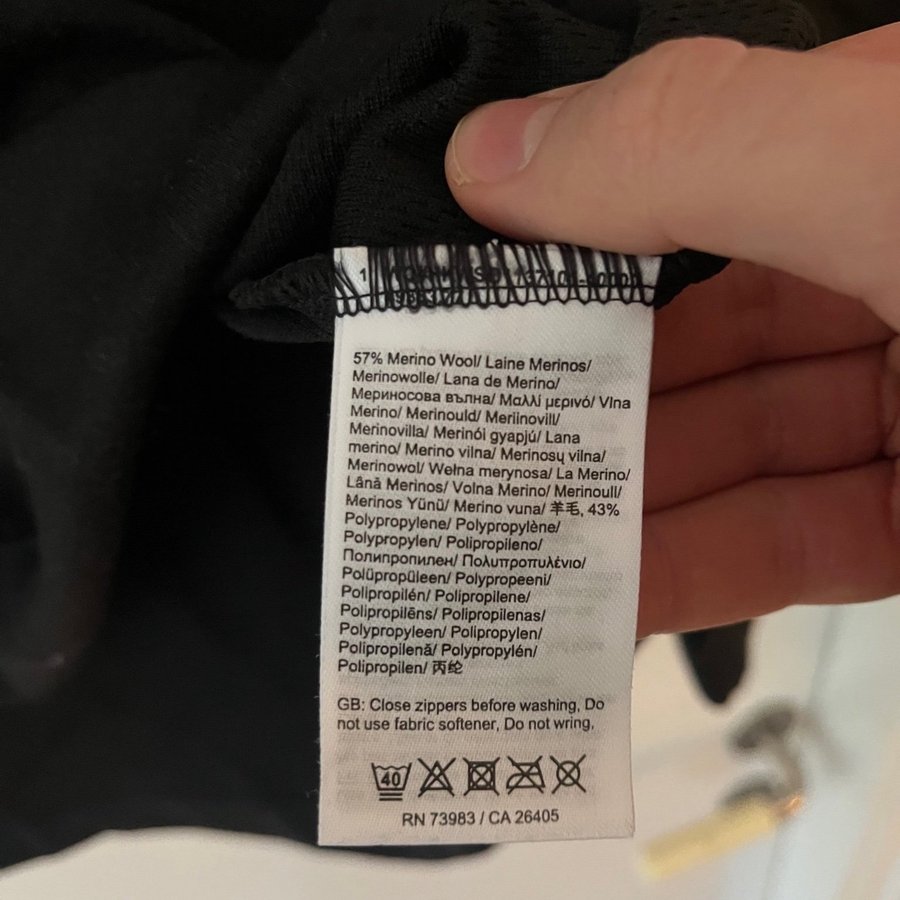 57% Merino Wool/ Laine Merinos/
Merinowolle/ Lana de Merino/
Мериносова вълна/ Μαλλί μερινό/ Vlna
Merino/ Merinould/ Meriinovill/
Merinovilla/ Merinói gyapjú/ Lana
merino/ Merino vilna/ Merinosų vilna/
Merinowol/ Wełna merynosa/ La Merino/
Lână Merinos/ Volna Merino/ Merinoull/
Merinos Yünü/ Merino vuna/ 羊毛, 43%
Polypropylene/ Polypropylène/
Polypropylen/ Polipropileno/
Полипропилен/ Πολυπροπυλένιο/
Polüpropüleen/ Polypropeeni/
Polipropilén/ Polipropilene/
Polipropilēns/ Polipropilenas/
Polypropyleen/ Polipropylen/
Polipropilenă/ Polypropylén/
Polipropilen/ 丙纶
GB: Close zippers before washing, Do
not use fabric softener, Do not wring.
40
RN 73983 / CA 26405